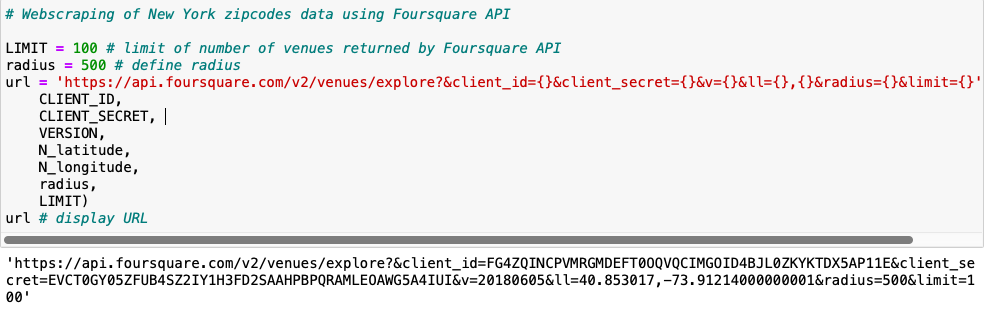 # Webscraping of New York zipcodes data using Foursquare API
LIMIT = 100 # limit of number of venues returned by Foursquare API
radius = 500 # define radius
url = 'https://api.foursquare.com/v2/venues/explore?&client_id={}&client_secret={}&v={}&ll={},{}&radius={}&limit={}'
CLIENT_ID,
CLIENT_SECRET,
VERSION,
N_latitude,
N_longitude,
radius,
LIMIT)
url # display URL
'https://api.foursquare.com/v2/venues/explore?&client_id=FG4ZQINCPVMRGMDEFT0OQVQCIMGOID4BJL0ZKYKTDX5AP11E&client_se
cret=EVCT0GY05ZFUB4SZ2IY1H3FD2SAAHPBPQRAMLEOAWG5A4IUI&v=20180605&ll=40.853017,-73.91214000000001&radius=500&limit=1
00'